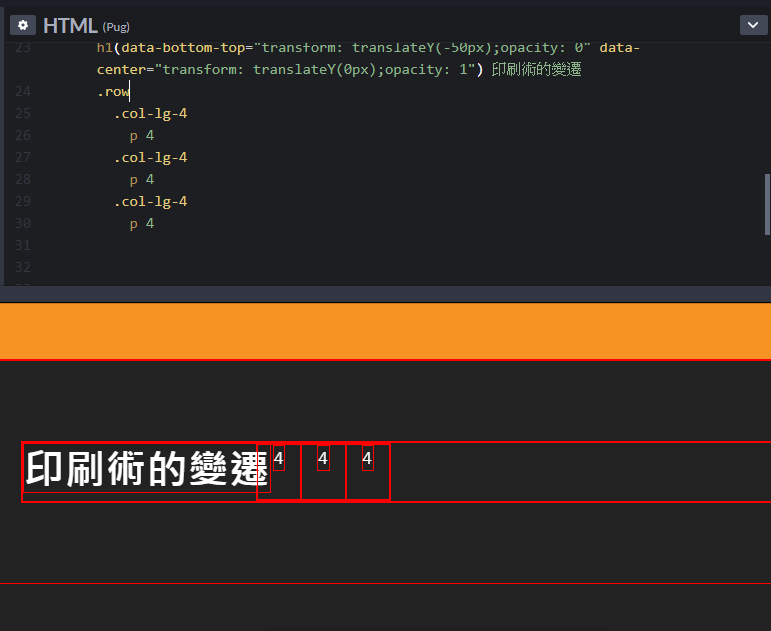 HTML (Pug)
23 h1(data-bottom-top="transform: translateY(-50px);opacity: 0" data-
center="transform: translateY(0px);opacity: 1") 印刷術的變遷
24 .row
25 .col-lg-4
26 p 4
27 .col-lg-4
28 p 4
29 .col-lg-4
30 p 4
31
32
印刷術的變遷 4 4 4